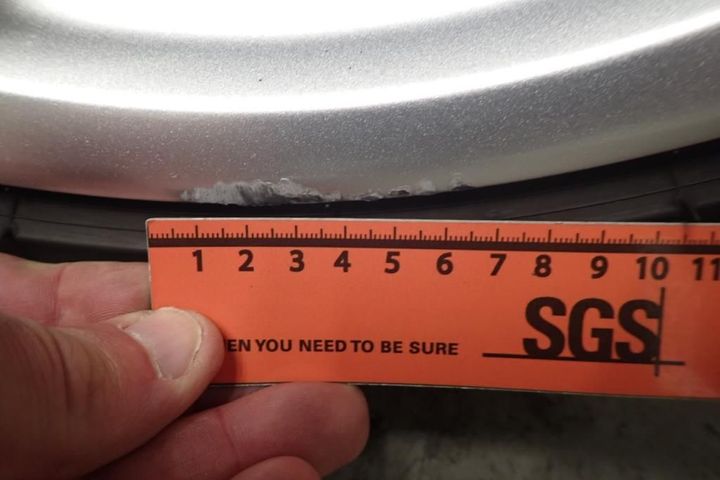 1 2 3 4 5 6 7 8 9 10 11
EN YOU NEED TO BE SURE
SGS